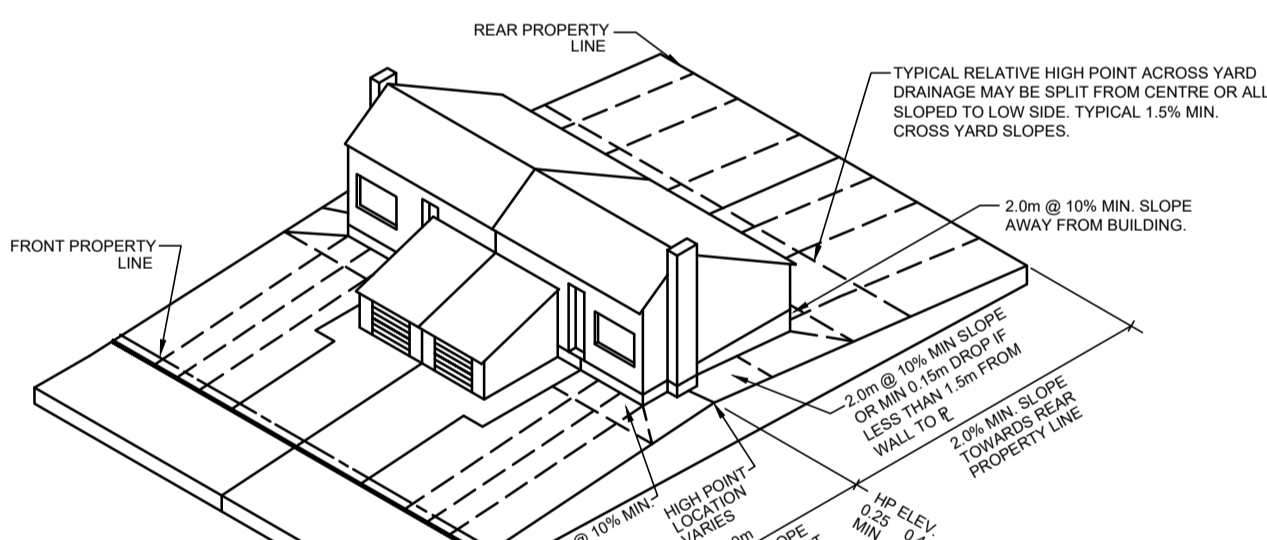 REAR PROPERTY
LINE
TYPICAL RELATIVE HIGH POINT ACROSS YARD
DRAINAGE MAY BE SPLIT FROM CENTRE OR ALL
SLOPED TO LOW SIDE. TYPICAL 1.5% MIN.
CROSS YARD SLOPES.
2.0m @ 10% MIN. SLOPE
AWAY FROM BUILDING.
FRONT PROPERTY
LINE
2.0m @ 10% MIN SLOPE
OR MIN 0.15m DROP IF
LESS THAN 1.5m FROM
WALL TO ℞
2.0% MIN. SLOPE
TOWARDS REAR
PROPERTY LINE
@ 10% MIN
HIGH POINT
LOCATION
VARIES
HP ELEV.
0.25
MIN